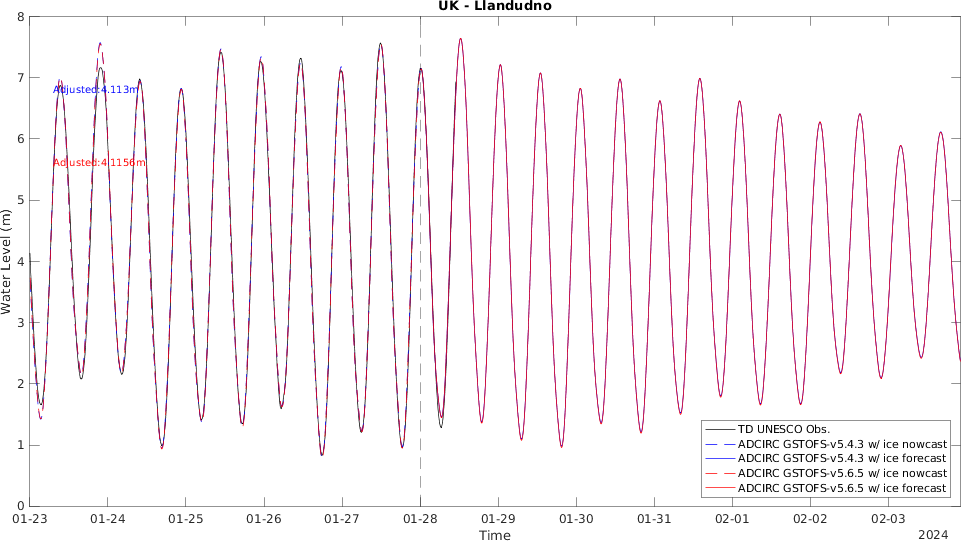 UK - Llandudno
8
7
6
5
4
3
2
1
0
Water Level (m)
Adjusted:4.113m
Adjusted:4.1156m
TD UNESCO Obs.
ADCIRC GSTOFS-v5.4.3 w/ ice nowcast
ADCIRC GSTOFS-v5.4.3 w/ ice forecast
ADCIRC GSTOFS-v5.6.5 w/ ice nowcast
ADCIRC GSTOFS-v5.6.5 w/ ice forecast
01-23 01-24 01-25 01-26 01-27 01-28 01-29 01-30 01-31 02-01 02-02 02-03
Time
2024